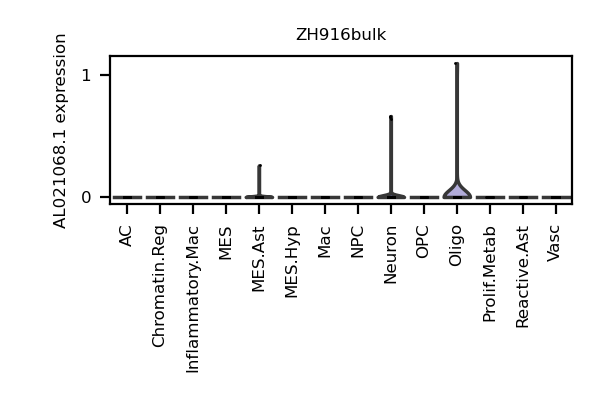 ZH916bulk
AL021068.1 expression
1
0
AC
Chromatin.Reg
Inflammatory.Mac
MES
MES.Ast
MES.Hyp
Mac
NPC
Neuron
OPC
Oligo
Prolif.Metab
Reactive.Ast
Vasc